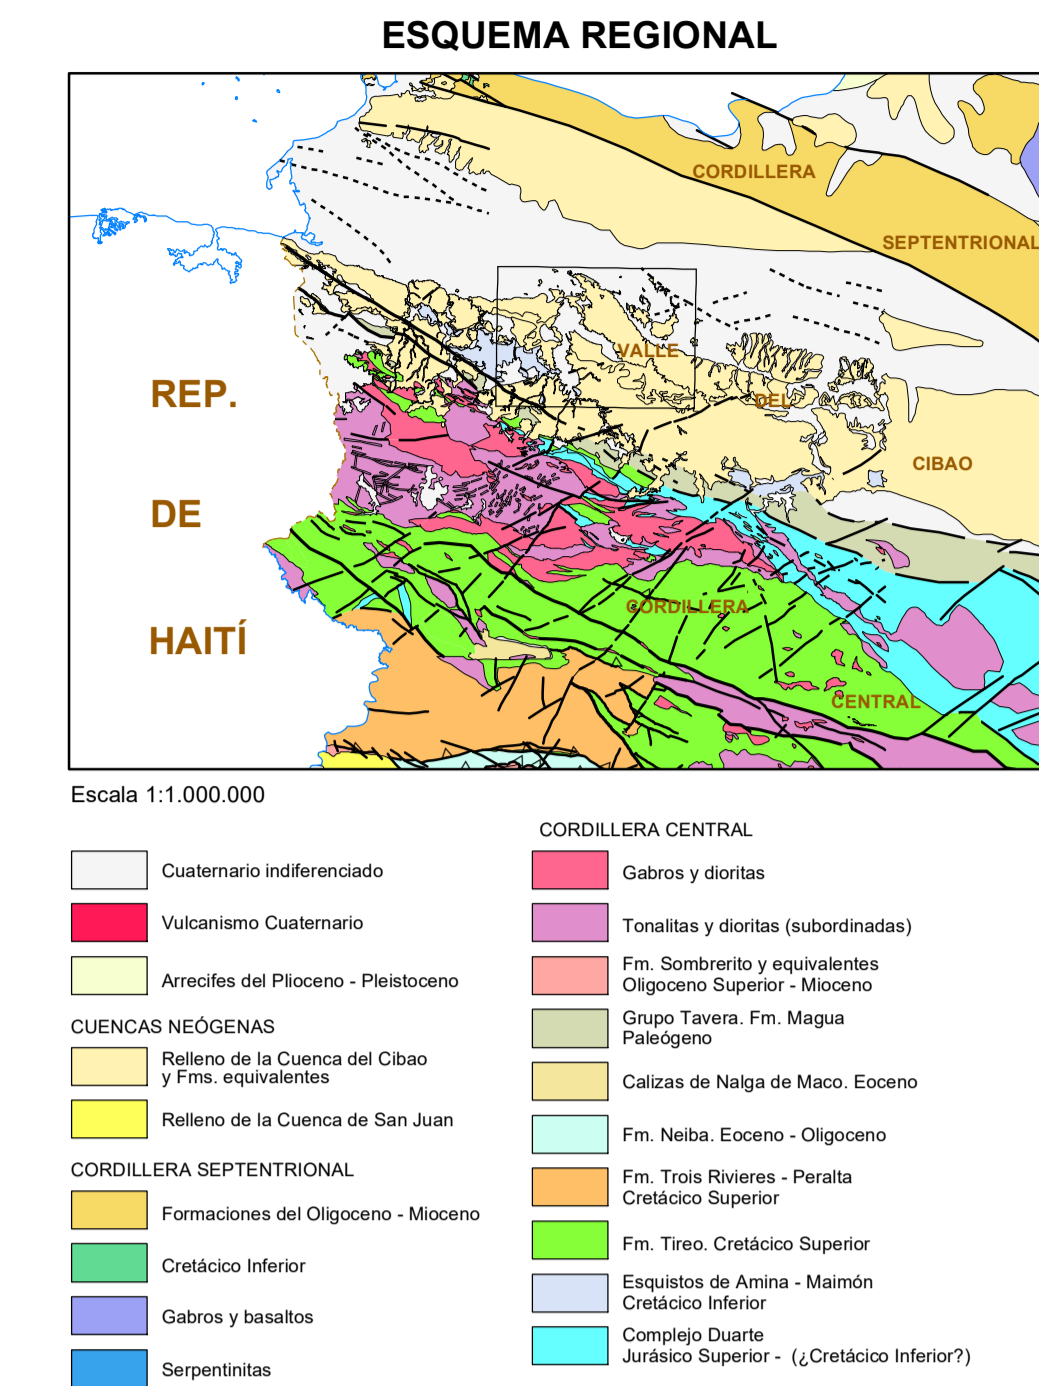 ESQUEMA REGIONAL
CORDILLERA
SEPTENTRIONAL
VALLE
REP.
DEL
CIBAO
DE
CORDILLERA
HAITÍ
CENTRAL
Escala 1:1.000.000
Cuaternario indiferenciado
Vulcanismo Cuaternario
Arrecifes del Plioceno - Pleistoceno
CUENCAS NEÓGENAS
Relleno de la Cuenca del Cibao
y Fms. equivalentes
Relleno de la Cuenca de San Juan
CORDILLERA SEPTENTRIONAL
Formaciones del Oligoceno - Mioceno
Cretácico Inferior
Gabros y basaltos
Serpentinitas
CORDILLERA CENTRAL
Gabros y dioritas
Tonalitas y dioritas (subordinadas)
Fm. Sombrerito y equivalentes
Oligoceno Superior - Mioceno
Grupo Tavera. Fm. Magua
Paleógeno
Calizas de Nalga de Maco. Eoceno
Fm. Neiba. Eoceno - Oligoceno
Fm. Trois Rivieres - Peralta
Cretácico Superior
Fm. Tireo. Cretácico Superior
Esquistos de Amina - Maimón
Cretácico Inferior
Complejo Duarte
Jurásico Superior - (¿Cretácico Inferior?)